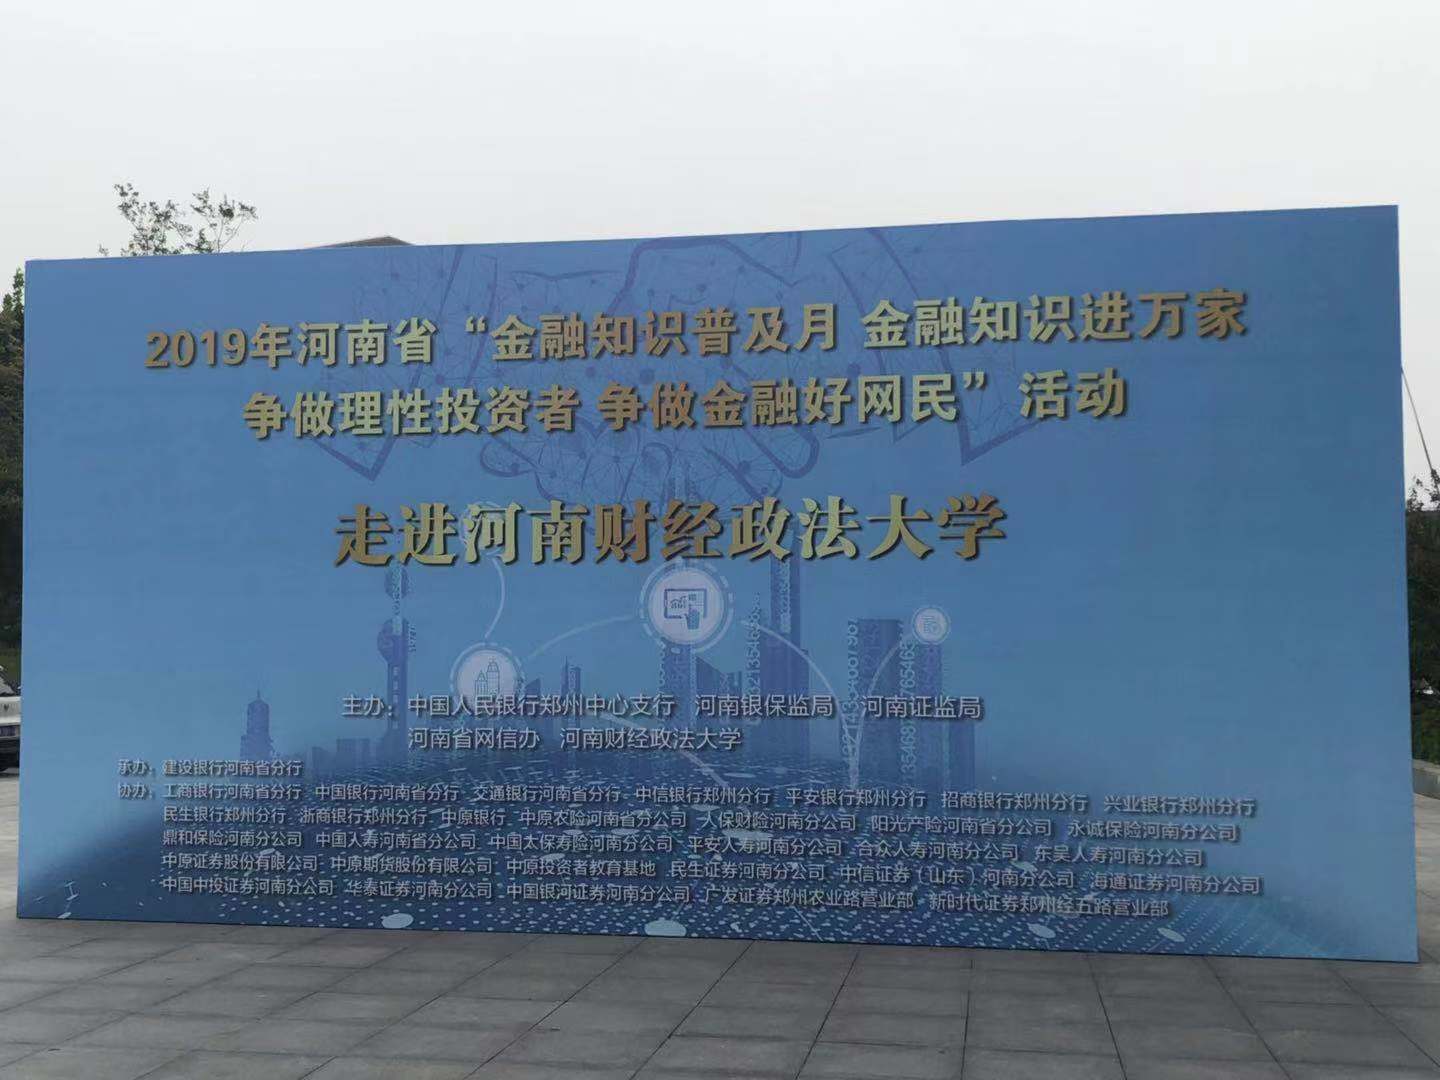 2019年河南省“金融知识普及月 金融知识进万家
争做理性投资者 争做金融好网民”活动
走进河南财经政法大学
主办：中国人民银行郑州中心支行 河南银保监局 河南证监局
河南省网信办 河南财经政法大学
承办：建设银行河南省分行
协办：工商银行河南省分行 中国银行河南省分行 交通银行河南省分行 中信银行郑州分行 平安银行郑州分行 招商银行郑州分行 兴业银行郑州分行
民生银行郑州分行 浙商银行郑州分行 中原银行 中原农险河南省分公司 人保财险河南分公司 阳光产险河南省分公司 永诚保险河南分公司
鼎和保险河南分公司 中国人寿河南省分公司 中国太保寿险河南分公司 平安人寿河南分公司 合众人寿河南分公司 东吴人寿河南分公司
中原证券股份有限公司 中原期货股份有限公司 中原投资者教育基地 民生证券河南分公司 中信证券（山东）河南分公司 海通证券河南分公司
中国中投证券河南分公司 华泰证券河南分公司 中国银河证券河南分公司 广发证券郑州农业路营业部 新时代证券郑州经五路营业部